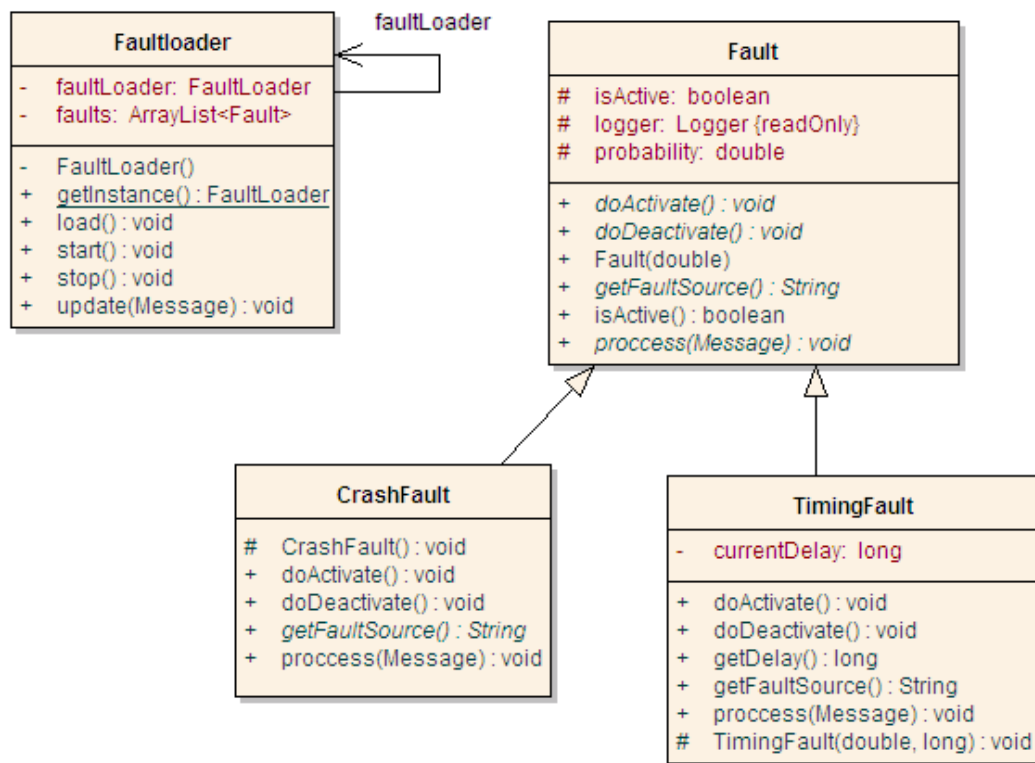 faultLoader
Faultloader
- faultLoader: FaultLoader
- faults: ArrayList<Fault>
- FaultLoader()
+ getInstance() : FaultLoader
+ load() : void
+ start() : void
+ stop() : void
+ update(Message) : void
Fault
# isActive: boolean
# logger: Logger {readOnly}
# probability: double
+ doActivate() : void
+ doDeactivate() : void
+ Fault(double)
+ getFaultSource() : String
+ isActive() : boolean
+ proccess(Message) : void
CrashFault
# CrashFault() : void
+ doActivate() : void
+ doDeactivate() : void
+ getFaultSource() : String
+ proccess(Message) : void
TimingFault
- currentDelay: long
+ doActivate() : void
+ doDeactivate() : void
+ getDelay() : long
+ getFaultSource() : String
+ proccess(Message) : void
# TimingFault(double, long) : void